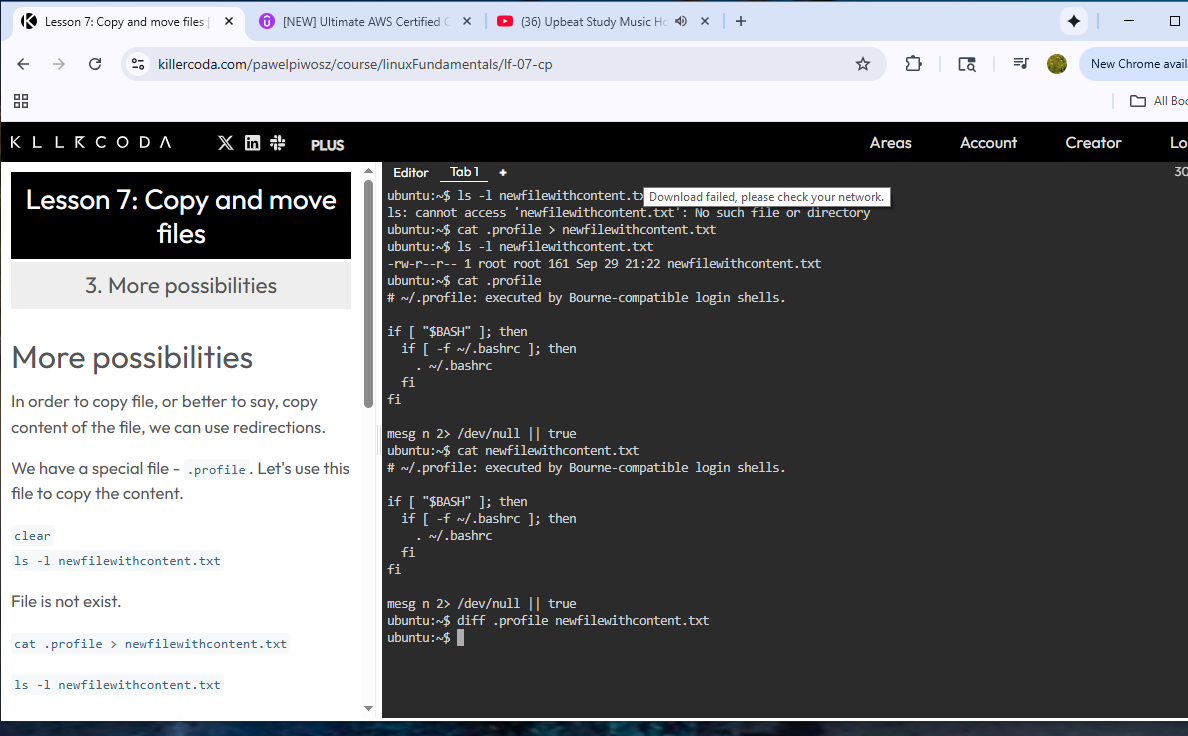 Lesson 7: Copy and move files |
[NEW] Ultimate AWS Certified C
(36) Upbeat Study Music Ho
killercoda.com/pawelpiwosz/course/linuxFundamentals/lf-07-cp
New Chrome avail
All Boo
KLLRCODA
PLUS
Areas
Account
Creator
Lo
Lesson 7: Copy and move
files
3. More possibilities
More possibilities
In order to copy file, or better to say, copy
content of the file, we can use redirections.
We have a special file - .profile. Let's use this
file to copy the content.
clear
ls -l newfilewithcontent.txt
File is not exist.
cat .profile > newfilewithcontent.txt
ls -l newfilewithcontent.txt
Editor Tab 1 +
30
ubuntu:~$ ls -l newfilewithcontent.tx
Download failed, please check your network.
ls: cannot access 'newfilewithcontent.txt': No such file or directory
ubuntu:~$ cat .profile > newfilewithcontent.txt
ubuntu:~$ ls -l newfilewithcontent.txt
-rw-r--r-- 1 root root 161 Sep 29 21:22 newfilewithcontent.txt
ubuntu:~$ cat .profile
# ~/.profile: executed by Bourne-compatible login shells.
if [ "$BASH" ]; then
if [ -f ~/.bashrc ]; then
. ~/.bashrc
fi
fi
mesg n 2> /dev/null || true
ubuntu:~$ cat newfilewithcontent.txt
# ~/.profile: executed by Bourne-compatible login shells.
if [ "$BASH" ]; then
if [ -f ~/.bashrc ]; then
. ~/.bashrc
fi
fi
mesg n 2> /dev/null || true
ubuntu:~$ diff .profile newfilewithcontent.txt
ubuntu:~$